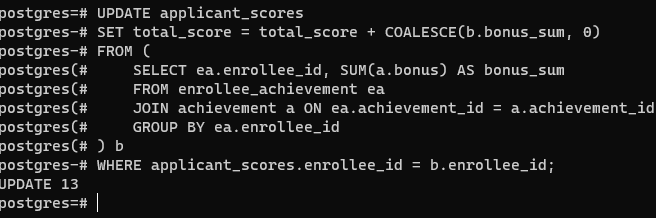 postgres=# UPDATE applicant_scores
postgres-# SET total_score = total_score + COALESCE(b.bonus_sum, 0)
postgres-# FROM (
postgres(#     SELECT ea.enrollee_id, SUM(a.bonus) AS bonus_sum
postgres(#     FROM enrollee_achievement ea
postgres(#     JOIN achievement a ON ea.achievement_id = a.achievement_id
postgres(#     GROUP BY ea.enrollee_id
postgres(# ) b
postgres-# WHERE applicant_scores.enrollee_id = b.enrollee_id;
UPDATE 13
postgres=#